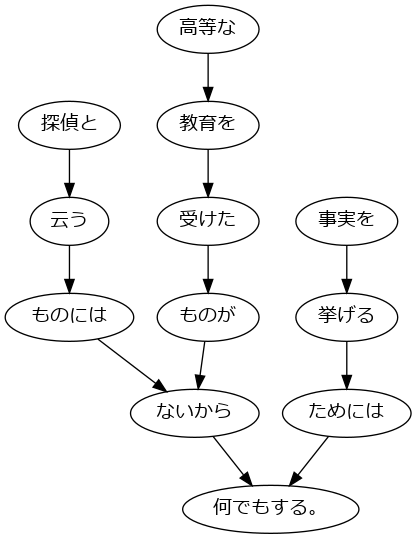 高等な
探偵と
教育を
云う
受けた
事実を
ものには
ものが
挙げる
ないから
ためには
何でもする。